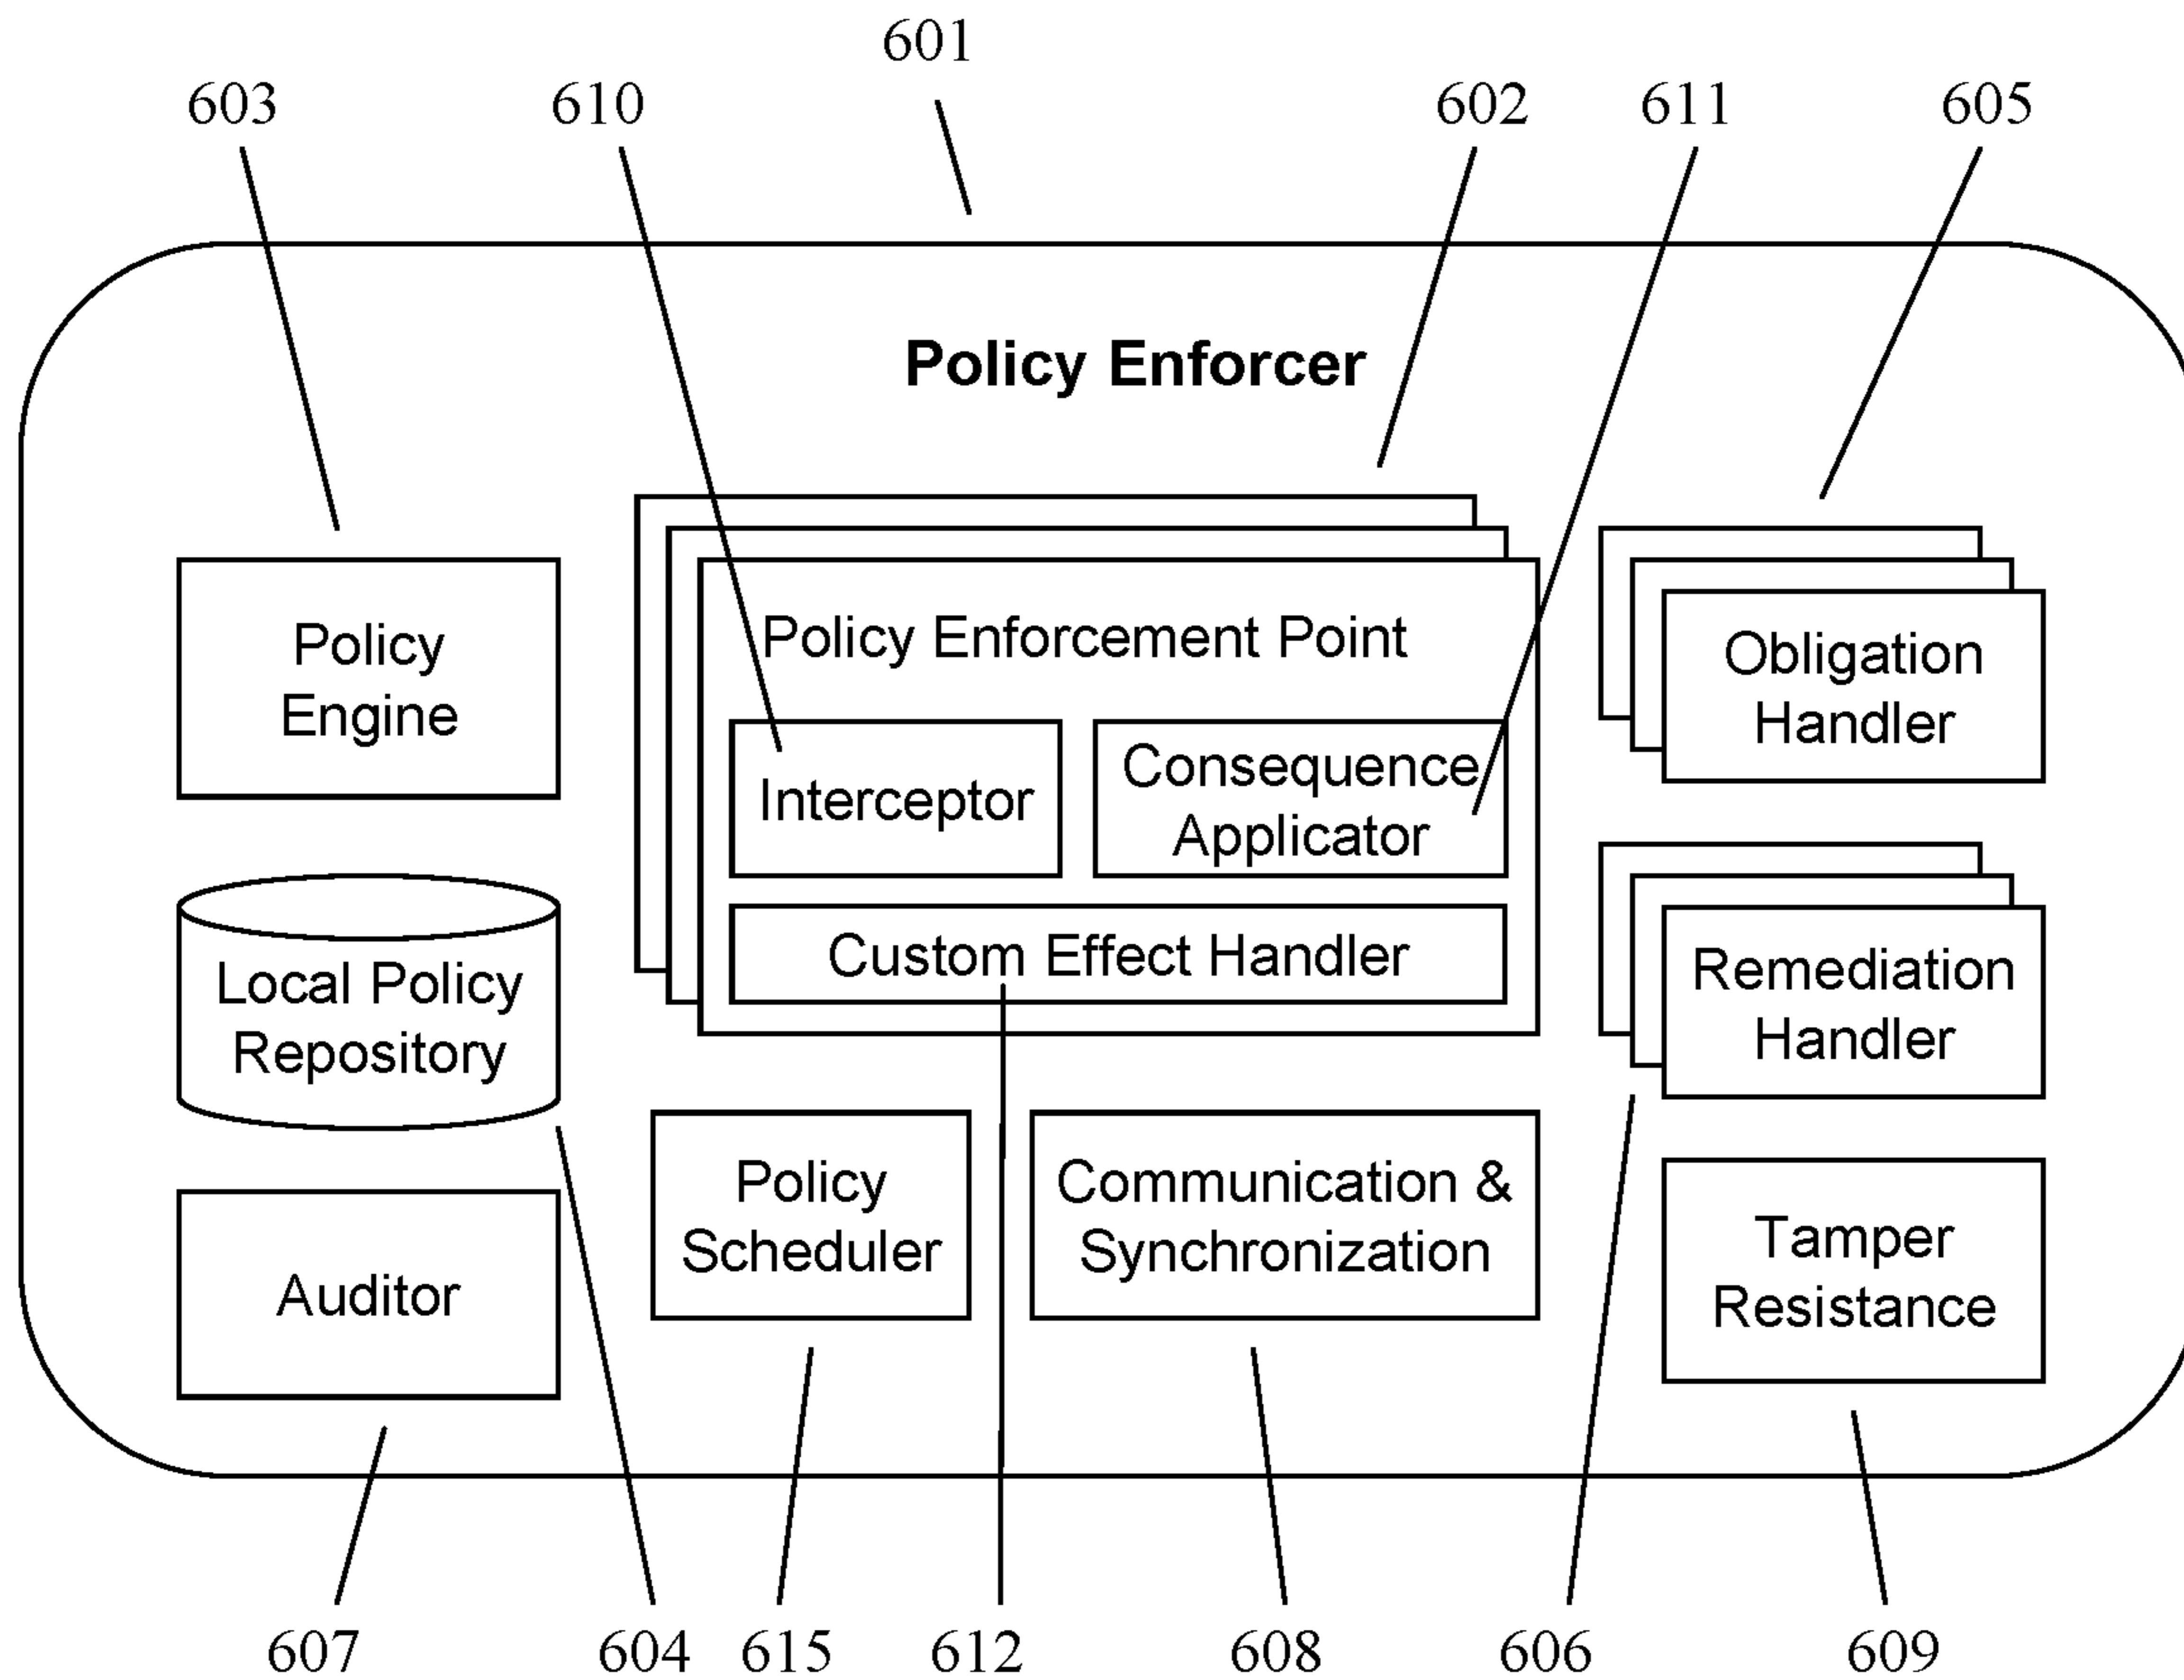 601
603
610
602
611
605
Policy Enforcer
Policy
Engine
Policy Enforcement Point
Interceptor
Consequence
Applicator
Custom Effect Handler
Obligation
Handler
Local Policy
Repository
Remediation
Handler
Auditor
Policy
Scheduler
Communication &
Synchronization
Tamper
Resistance
607
604
615
612
608
606
609